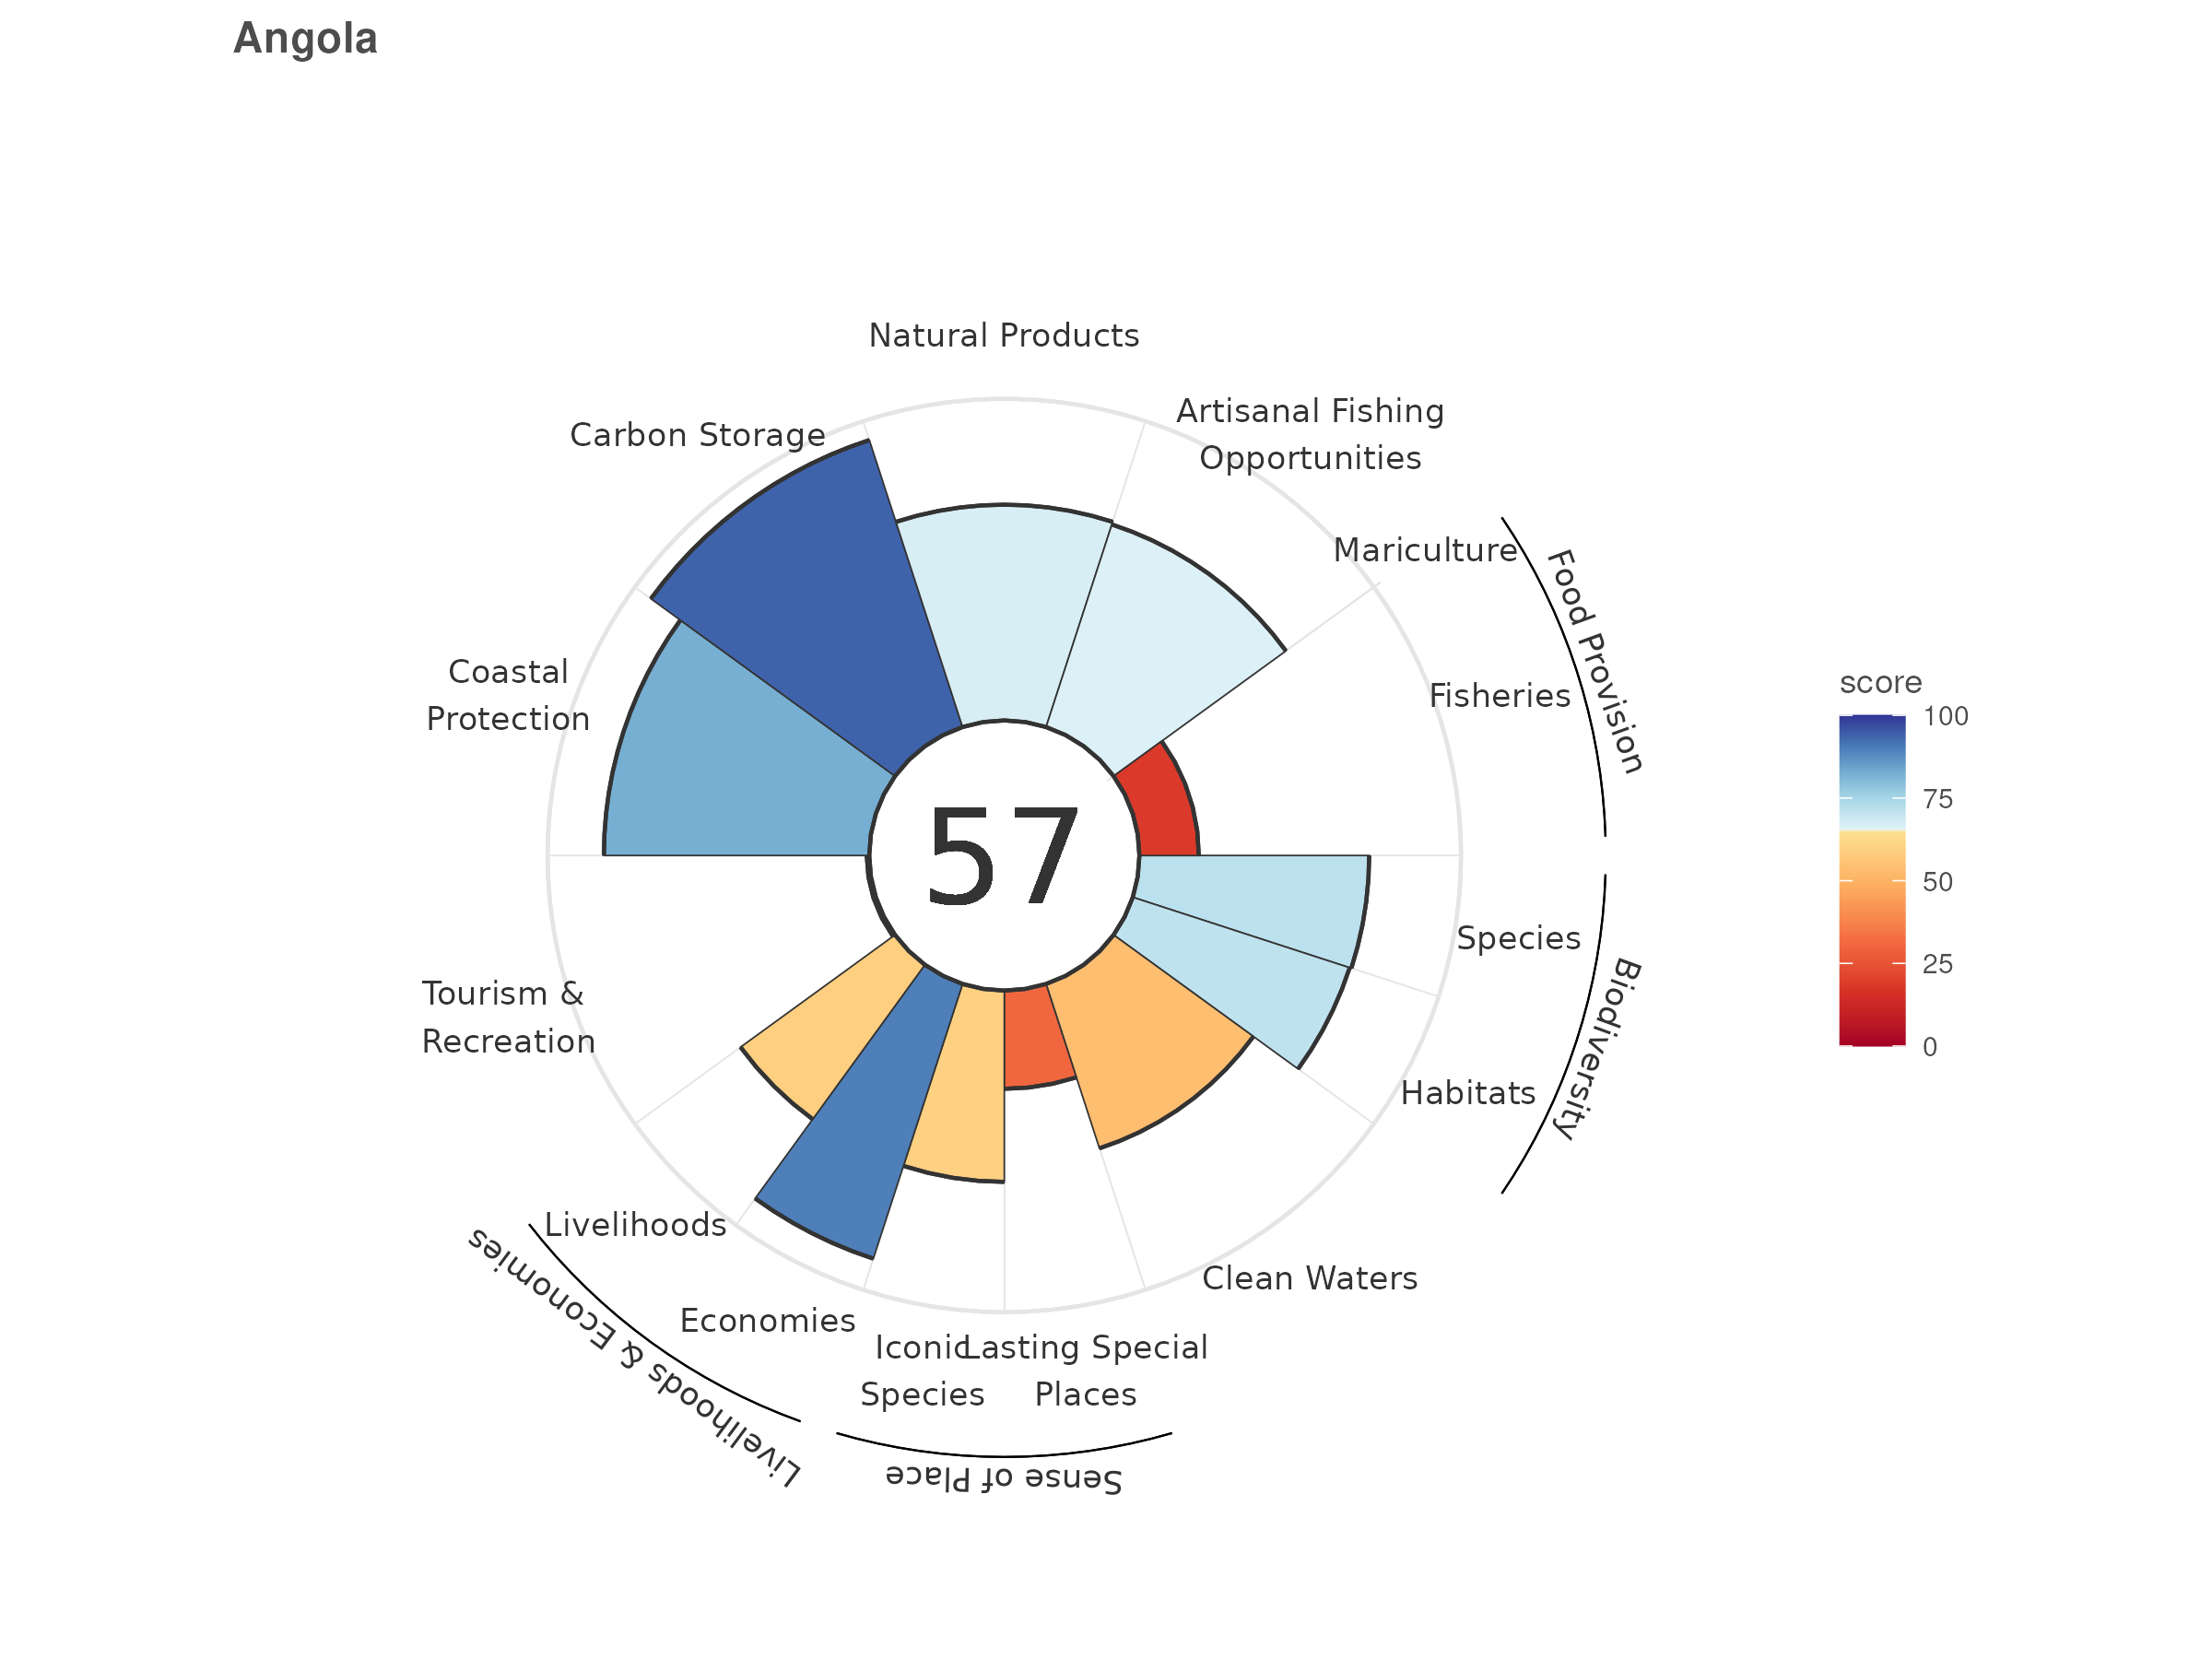 Angola
Natural Products
Artisanal Fishing
Opportunities
Carbon Storage
Mariculture
Food Provision
Fisheries
Coastal
Protection
57
score
100
75
50
25
0
Species
Biodiversity
Habitats
Tourism &
Recreation
Livelihoods
Livelihoods & Economies
Economies
Clean Waters
Iconic
Species
Lasting Special
Places
Sense of Place